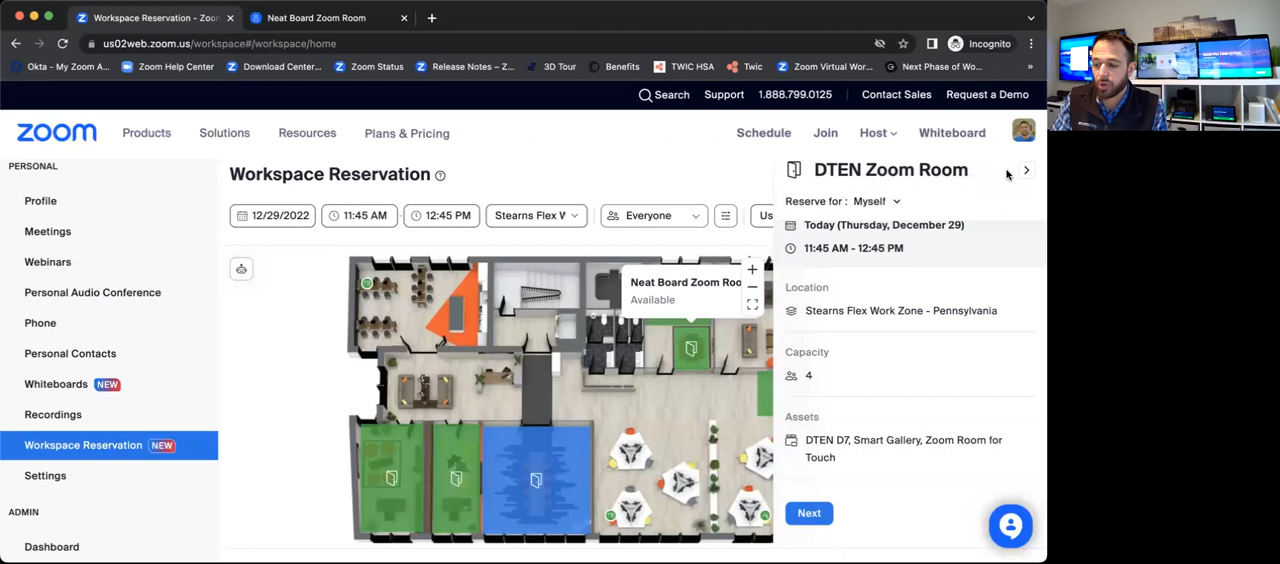 Workspace Reservation - Zoom
Neat Board Zoom Room
us02web.zoom.us/workspace#/workspace/home
Incognito
Okta - My Zoom A...
Zoom Help Center
Download Center...
Zoom Status
Release Notes -
3D Tour
Benefits
TWIC HSA
Twic
Zoom Virtual Wor...
Next Phase of Wo...
Search
Support
1.888.799.0125
Contact Sales
Request a Demo
zoom
Products
Solutions
Resources
Plans & Pricing
Schedule
Join
Host
Whiteboard
PERSONAL
Profile
Meetings
Webinars
Personal Audio Conference
Phone
Personal Contacts
Whiteboards NEW
Recordings
Workspace Reservation NEW
Settings
ADMIN
Dashboard
Workspace Reservation
12/29/2022
11:45 AM
-
12:45 PM
Stearns Flex W
Everyone
Us
Neat Board Zoom Roo
Available
DTEN Zoom Room
Reserve for : Myself
Today (Thursday, December 29)
11:45 AM - 12:45 PM
Location
Stearns Flex Work Zone - Pennsylvania
Capacity
4
Assets
DTEN D7, Smart Gallery, Zoom Room for
Touch
Next